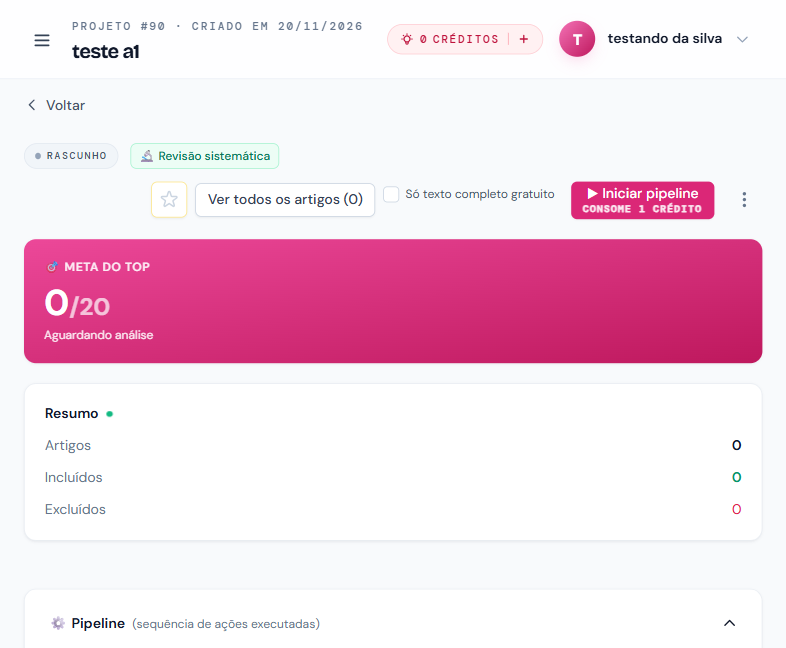 PROJETO #90 · CRIADO EM 20/11/2026
teste a1
0 CRÉDITOS | +
T
testando da silva
Voltar
RASCUNHO
Revisão sistemática
Ver todos os artigos (0)
Só texto completo gratuito
▶ Iniciar pipeline
CONSOME 1 CRÉDITO
META DO TOP
0/20
Aguardando análise
Resumo
Artigos 0
Incluídos 0
Excluídos 0
Pipeline (sequência de ações executadas)